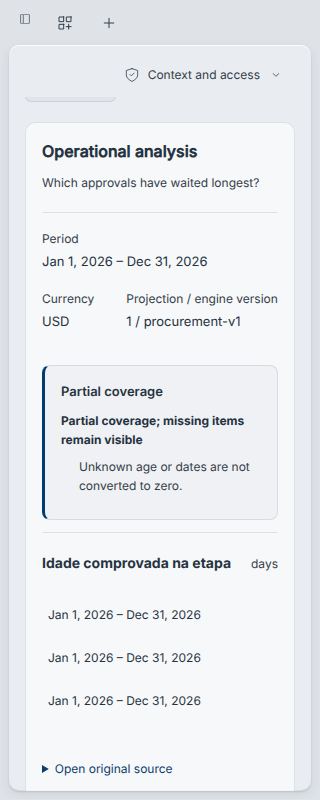 Context and access
Operational analysis
Which approvals have waited longest?
Period
Jan 1, 2026 – Dec 31, 2026
Currency
USD
Projection / engine version
1 / procurement-v1
Partial coverage
Partial coverage; missing items
remain visible
Unknown age or dates are not
converted to zero.
Idade comprovada na etapa
days
Jan 1, 2026 – Dec 31, 2026
Jan 1, 2026 – Dec 31, 2026
Jan 1, 2026 – Dec 31, 2026
Open original source